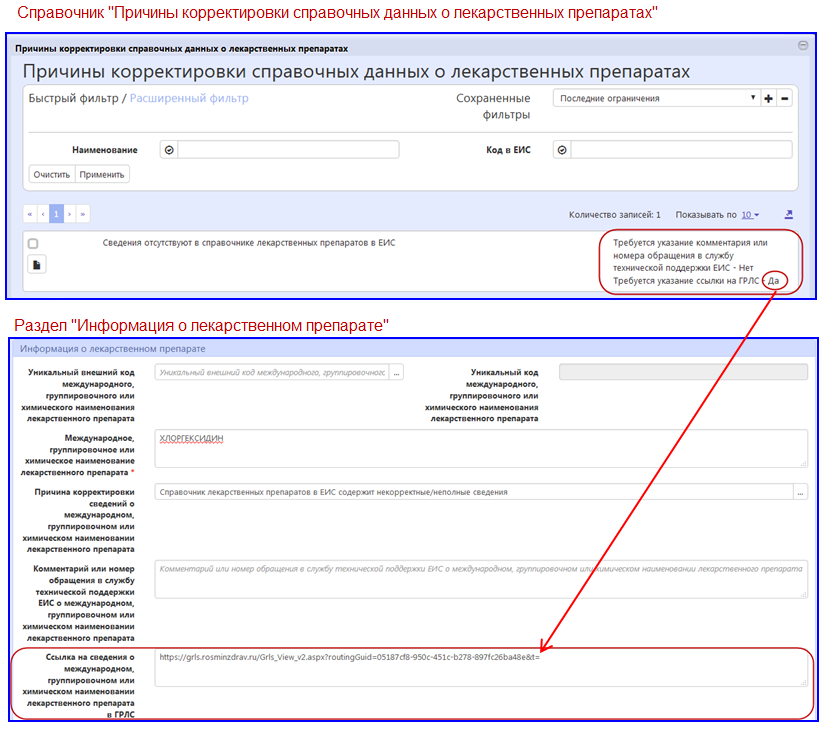 Справочник "Причины корректировки справочных данных о лекарственных препаратах"
Причины корректировки справочных данных о лекарственных препаратах
Причины корректировки справочных данных о лекарственных препаратах
Быстрый фильтр / Расширенный фильтр
Сохраненные
фильтры
Последние ограничения
Наименование
Код в ЕИС
Очистить Применить
« ‹ 1 › »
Количество записей: 1 Показывать по 10
Сведения отсутствуют в справочнике лекарственных препаратов в ЕИС
Требуется указание комментария или
номера обращения в службу
технической поддержки ЕИС - Нет
Требуется указание ссылки на ГРЛС - Да
Раздел "Информация о лекарственном препарате"
Информация о лекарственном препарате
Уникальный внешний код
международного,
группировочного или
химического наименования
лекарственного препарата
Уникальный внешний код международного, группировочного
...
Уникальный код
международного,
группировочного или
химического наименования
лекарственного препарата
Международное,
группировочное или
химическое наименование
лекарственного препарата *
ХЛОРГЕКСИДИН
Причина корректировки
сведений о
международном,
группировочном или
химическом наименовании
лекарственного препарата
Справочник лекарственных препаратов в ЕИС содержит некорректные/неполные сведения
...
Комментарий или номер
обращения в службу
технической поддержки
ЕИС о международном,
группировочном или
химическом наименовании
лекарственного препарата
Комментарий или номер обращения в службу технической поддержки ЕИС о международном, группировочном или химическом наименовании лекарственного препарата
Ссылка на сведения о
международном,
группировочном или
химическом наименовании
лекарственного препарата
в ГРЛС
https://grls.rosminzdrav.ru/Grls_View_v2.aspx?routingGuid=05187cf8-950c-451c-b278-897fc26ba48e&t=